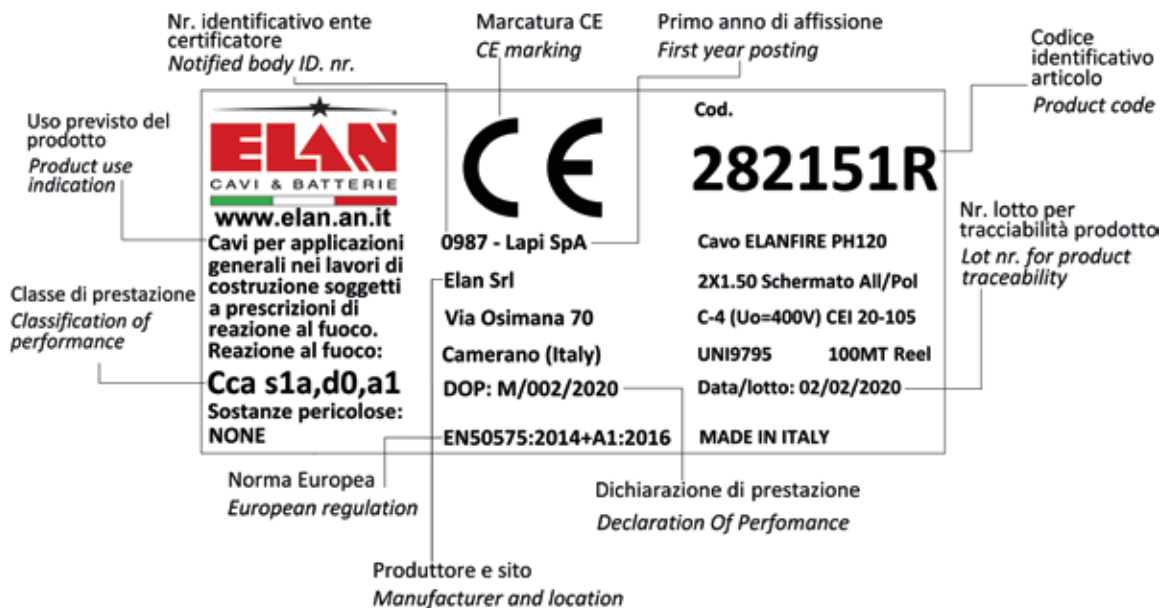 Nr. identificativo ente
certificatore
Notified body ID. nr.
Marcatura CE
CE marking
Primo anno di affissione
First year posting
Codice
identificativo
articolo
Product code
Uso previsto del
prodotto
Product use
indication
Classe di prestazione
Classification of
performance
ELAN
CAVI & BATTERIE
www.elan.an.it
Cavi per applicazioni
generali nei lavori di
costruzione soggetti
a prescrizioni di
reazione al fuoco.
Reazione al fuoco:
Cca s1a,d0,a1
Sostanze pericolose:
NONE
CE
0987 - Lapi SpA
Elan Srl
Via Osimana 70
Camerano (Italy)
DOP: M/002/2020
EN50575:2014+A1:2016
Cod.
282151R
Cavo ELANFIRE PH120
2X1.50 Schermato All/Pol
C-4 (Uo=400V) CEI 20-105
UNI9795 100MT Reel
Data/lotto: 02/02/2020
MADE IN ITALY
Nr. lotto per
tracciabilità prodotto
Lot nr. for product
traceability
Norma Europea
European regulation
Dichiarazione di prestazione
Declaration Of Perfomance
Produttore e sito
Manufacturer and location